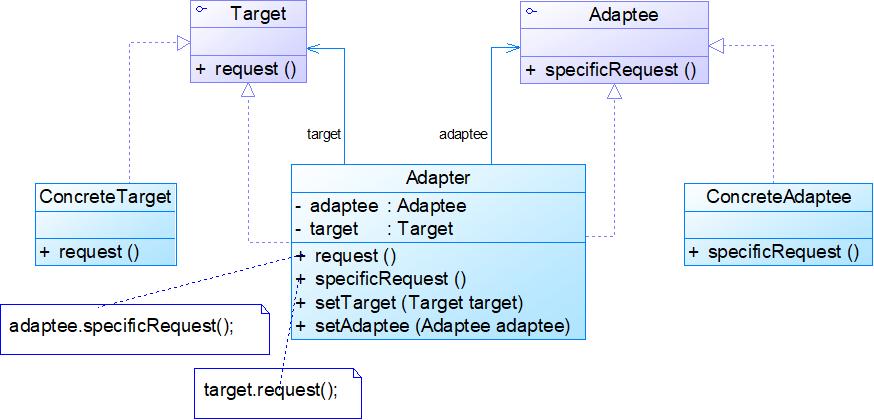 Target
+ request ()
Adaptee
+ specificRequest ()
target
adaptee
ConcreteTarget
+ request ()
Adapter
- adaptee : Adaptee
- target : Target
+ request ()
+ specificRequest ()
+ setTarget (Target target)
+ setAdaptee (Adaptee adaptee)
ConcreteAdaptee
+ specificRequest ()
adaptee.specificRequest();
target.request();